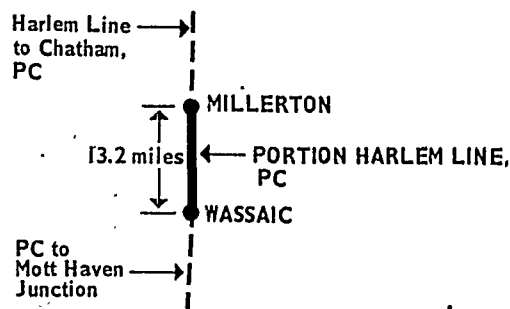 Harlem Line
to Chatham,
PC
MILLERTON
13.2 miles
PORTION HARLEM LINE,
PC
WASSAIC
PC to
Mott Haven
Junction